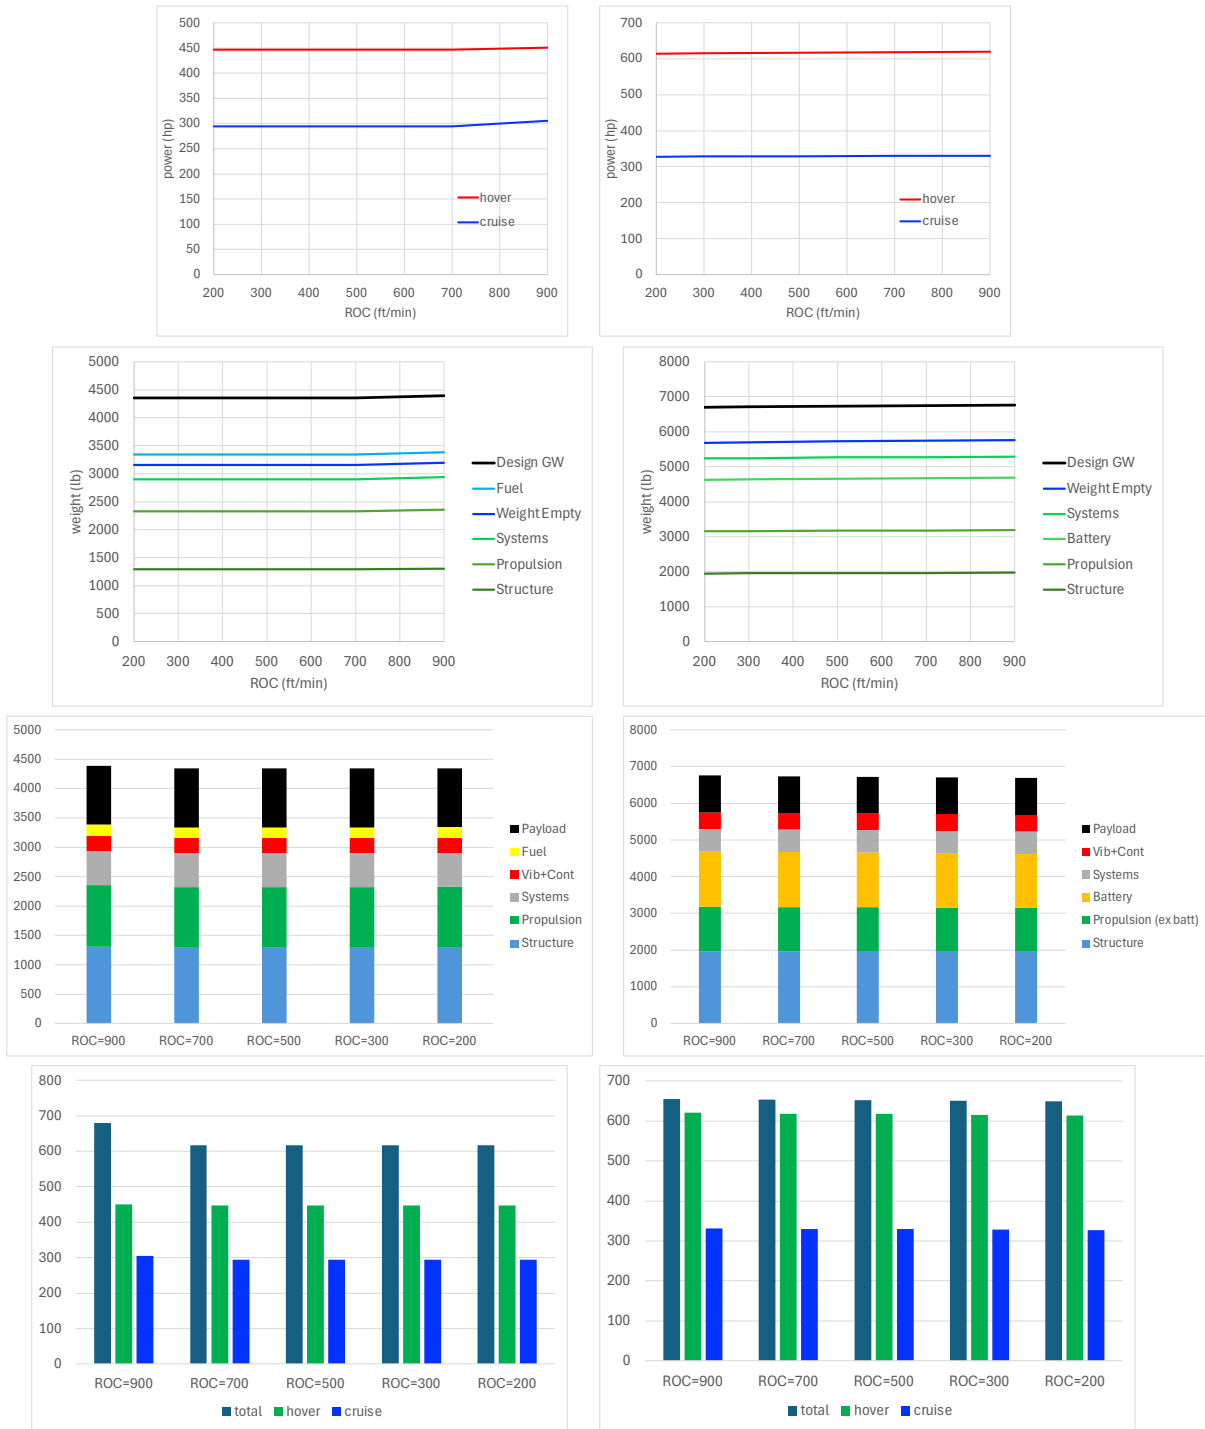 500
450
400
350
300
250
200
150
100
50
0
power (hp)
hover
cruise
200 300 400 500 600 700 800 900
ROC (ft/min)
700
600
500
400
300
200
100
0
power (hp)
hover
cruise
200 300 400 500 600 700 800 900
ROC (ft/min)
5000
4500
4000
3500
3000
2500
2000
1500
1000
500
0
weight (lb)
Design GW
Fuel
Weight Empty
Systems
Propulsion
Structure
200 300 400 500 600 700 800 900
ROC (ft/min)
8000
7000
6000
5000
4000
3000
2000
1000
0
weight (lb)
Design GW
Weight Empty
Systems
Battery
Propulsion
Structure
200 300 400 500 600 700 800 900
ROC (ft/min)
5000
4500
4000
3500
3000
2500
2000
1500
1000
500
0
Payload
Fuel
Vib+Cont
Systems
Propulsion
Structure
ROC=900 ROC=700 ROC=500 ROC=300 ROC=200
8000
7000
6000
5000
4000
3000
2000
1000
0
Payload
Vib+Cont
Systems
Battery
Propulsion (ex batt)
Structure
ROC=900 ROC=700 ROC=500 ROC=300 ROC=200
800
700
600
500
400
300
200
100
0
ROC=900 ROC=700 ROC=500 ROC=300 ROC=200
total hover cruise
700
600
500
400
300
200
100
0
ROC=900 ROC=700 ROC=500 ROC=300 ROC=200
total hover cruise